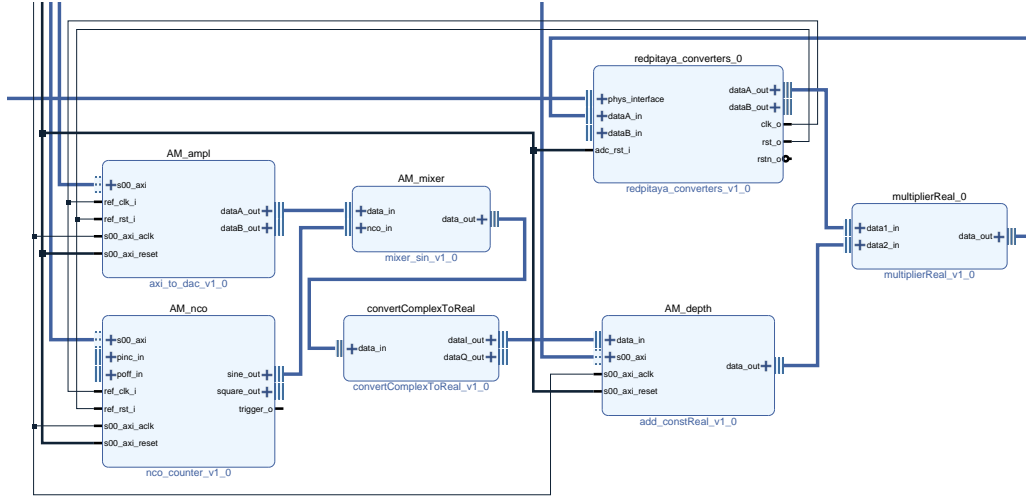 redpitaya_converters_0
phys_interface
dataA_in
dataB_in
adc_rst_i
dataA_out
dataB_out
clk_o
rst_o
rstn_o
redpitaya_converters_v1_0
AM_ampl
s00_axi
ref_clk_i
ref_rst_i
s00_axi_aclk
s00_axi_reset
dataA_out
dataB_out
axi_to_dac_v1_0
AM_mixer
data_in
nco_in
data_out
mixer_sin_v1_0
multiplierReal_0
data1_in
data2_in
data_out
multiplierReal_v1_0
AM_nco
s00_axi
pinc_in
poff_in
ref_clk_i
ref_rst_i
s00_axi_aclk
s00_axi_reset
sine_out
square_out
trigger_o
nco_counter_v1_0
convertComplexToReal
data_in
dataI_out
dataQ_out
convertComplexToReal_v1_0
AM_depth
data_in
s00_axi
s00_axi_aclk
s00_axi_reset
data_out
add_constReal_v1_0